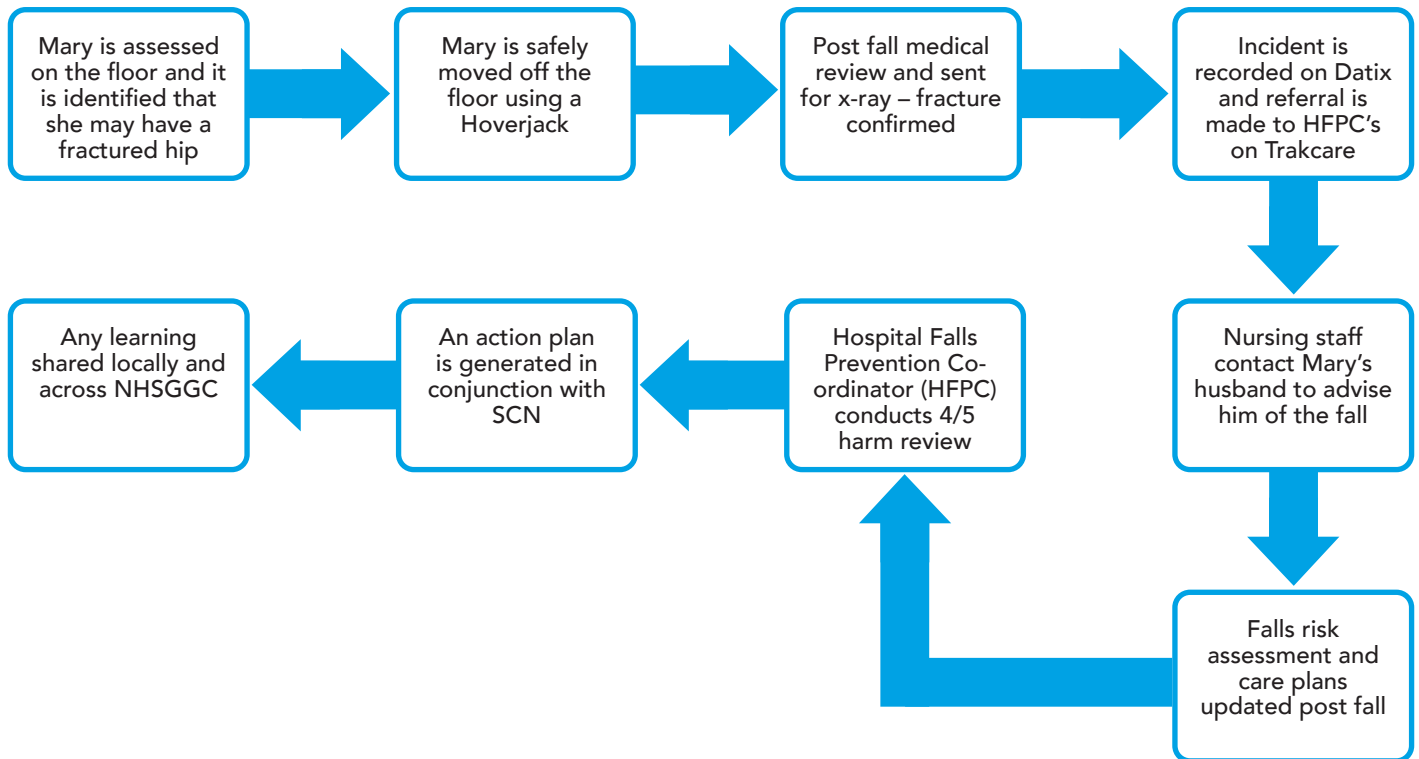 Mary is assessed
on the floor and it
is identified that
she may have a
fractured hip
Mary is safely
moved off the
floor using a
Hoverjack
Post fall medical
review and sent
for x-ray – fracture
confirmed
Incident is
recorded on Datix
and referral is
made to HFPC’s
on Trakcare
Nursing staff
contact Mary’s
husband to advise
him of the fall
Falls risk
assessment and
care plans
updated post fall
Hospital Falls
Prevention Co-
ordinator (HFPC)
conducts 4/5
harm review
An action plan
is generated in
conjunction with
SCN
Any learning
shared locally and
across NHSGGC